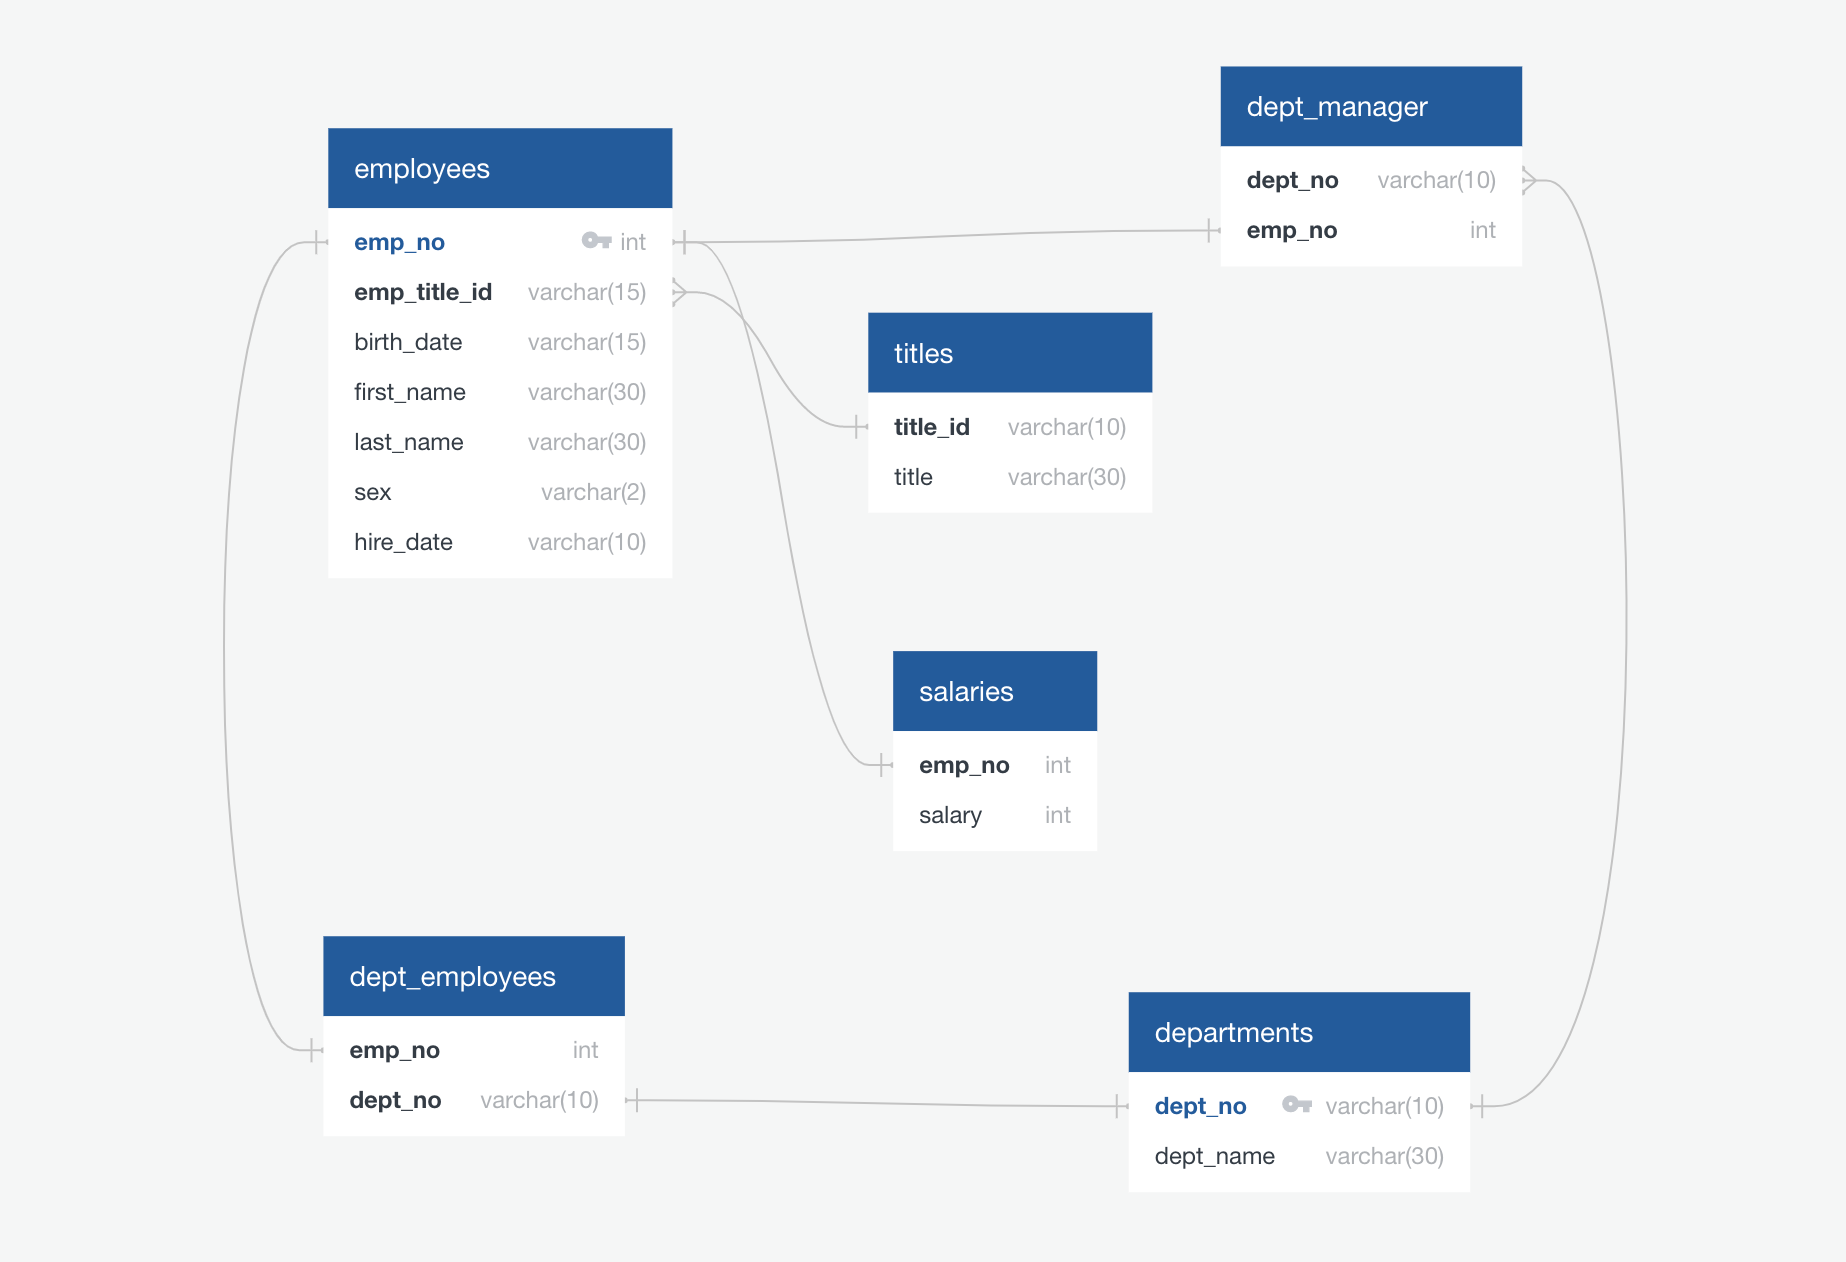 employees
emp_no int
emp_title_id varchar(15)
birth_date varchar(15)
first_name varchar(30)
last_name varchar(30)
sex varchar(2)
hire_date varchar(10)
dept_manager
dept_no varchar(10)
emp_no int
titles
title_id varchar(10)
title varchar(30)
salaries
emp_no int
salary int
dept_employees
emp_no int
dept_no varchar(10)
departments
dept_no varchar(10)
dept_name varchar(30)